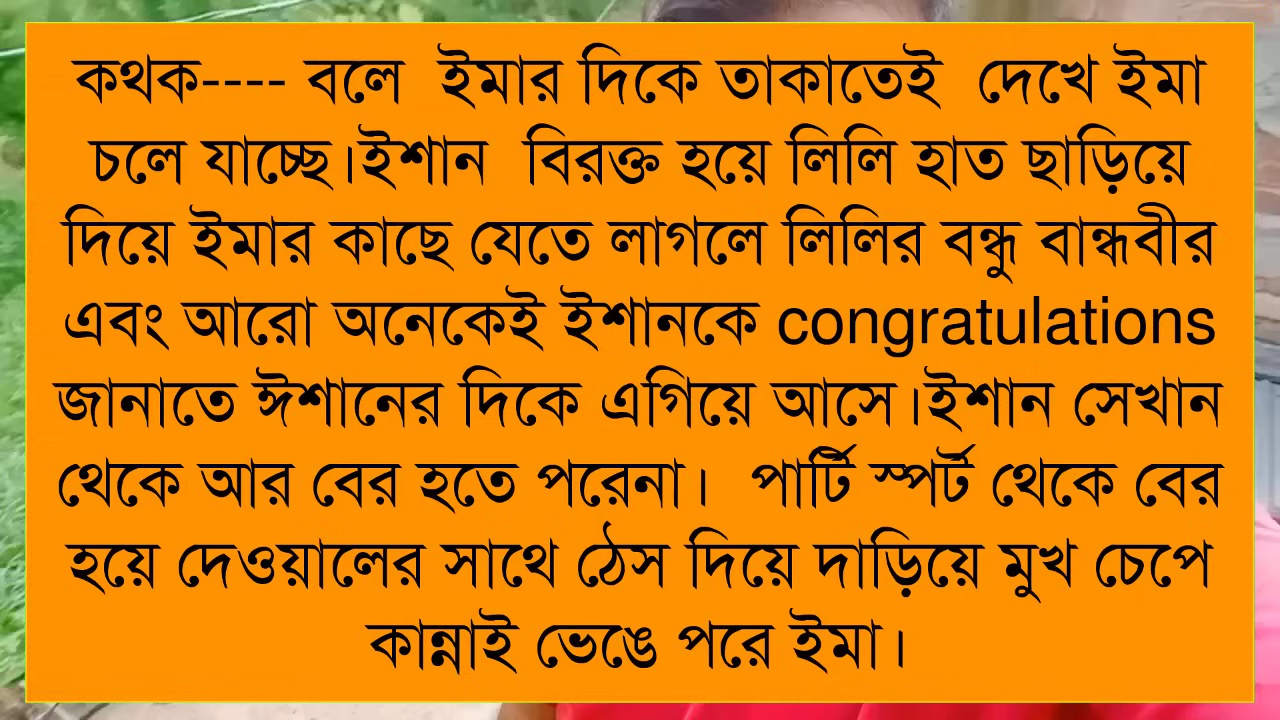 কথক---- বলে  ইমার দিকে তাকাতেই  দেখে ইমা
চলে যাচ্ছে।ইশান  বিরক্ত হয়ে লিলি হাত ছাড়িয়ে
দিয়ে ইমার কাছে যেতে লাগলে লিলির বন্ধু বান্ধবীর
এবং আরো অনেকেই ইশানকে congratulations
জানাতে ঈশানের দিকে এগিয়ে আসে।ইশান সেখান
থেকে আর বের হতে পরেনা।  পার্টি স্পর্ট থেকে বের
হয়ে দেওয়ালের সাথে ঠেস দিয়ে দাড়িয়ে মুখ চেপে
কান্নাই ভেঙে পরে ইমা।